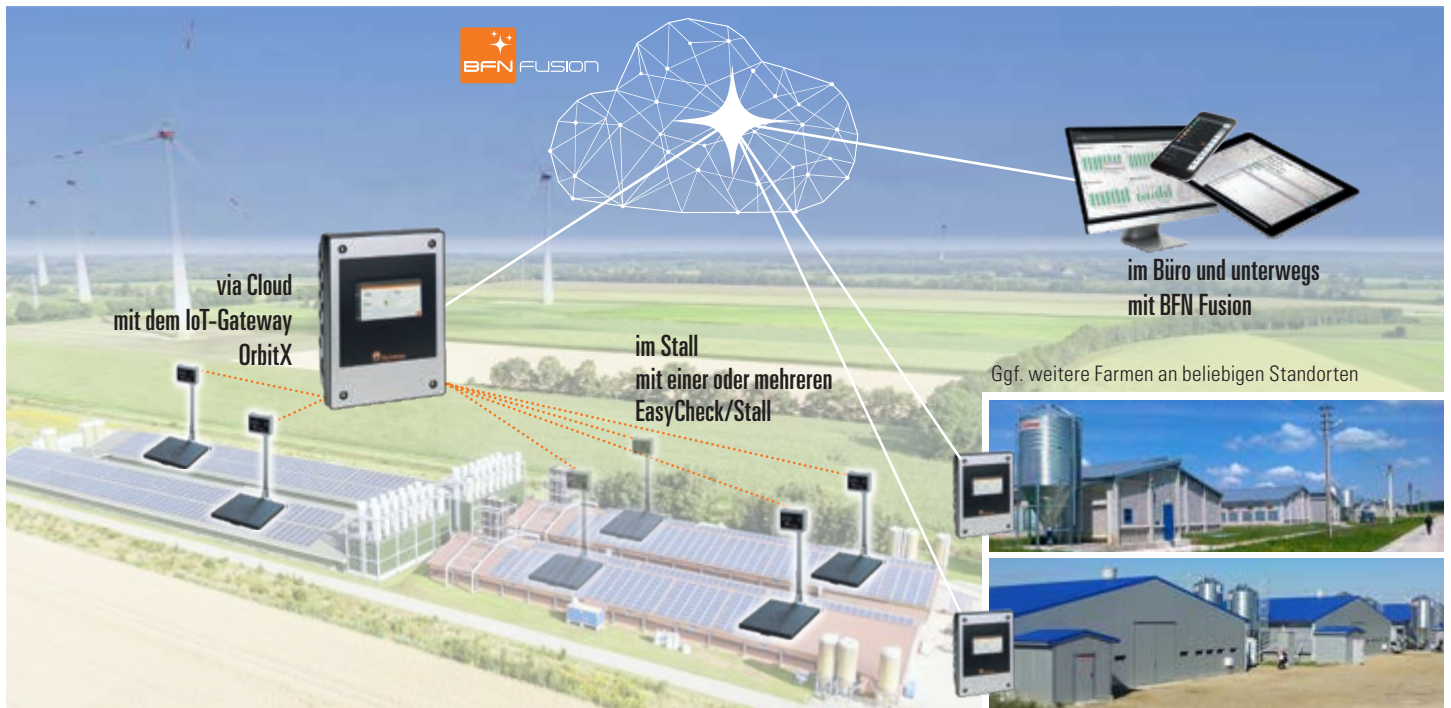 BFN FUSION
via Cloud
mit dem IoT-Gateway
OrbitX
im Stall
mit einer oder mehreren
EasyCheck/Stall
im Büro und unterwegs
mit BFN Fusion
Ggf. weitere Farmen an beliebigen Standorten